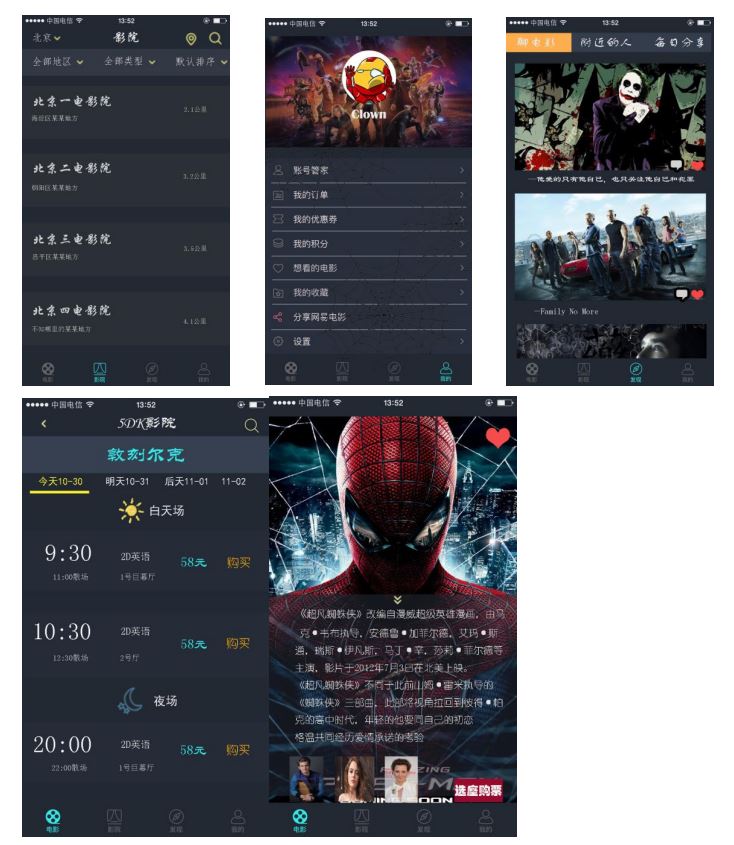 中国电信 13:52
北京 影院
全部地区 全部类型 默认排序
北京一电影院
2.1公里
海淀区某某地方
北京二电影院
3.2公里
朝阳区某某地方
北京三电影院
3.5公里
昌平区某某地方
北京四电影院
4.1公里
不知哪里的某某地方
电影 影院 发现 我的
中国电信 13:52
Clown
账号管家
我的订单
我的优惠券
我的积分
想看的电影
我的收藏
分享网易电影
设置
电影 影院 发现 我的
中国电信 13:52
聊电影 附近的人 每日分享
—他爱的只有他自己，也只关注他自己和犯罪
—Family No More
电影 影院 发现 我的
中国电信 13:52
5DK影院
敦刻尔克
今天10-30 明天10-31 后天11-01 11-02
白天场
9:30 2D英语 58元 购买
11:00散场 1号巨幕厅
10:30 2D英语 58元 购买
12:30散场 2号厅
夜场
20:00 2D英语 58元 购买
22:00散场 1号巨幕厅
电影 影院 发现 我的
中国电信 13:52
《超凡蜘蛛侠》改编自漫威超级英雄漫画，由马
克●韦布执导，安德鲁●加菲尔德，艾玛●斯
通，瑞斯●伊凡斯，马丁●辛，莎莉●菲尔德等
主演，影片于2012年7月3日在北美上映。
《超凡蜘蛛侠》不同于此前山姆●雷米执导的
《蜘蛛侠》三部曲，此部将视角拉回到彼得●帕
克的高中时代，年轻的他要同自己的初恋
格温共同经历爱情承诺的考验
选座购票
电影 影院 发现 我的